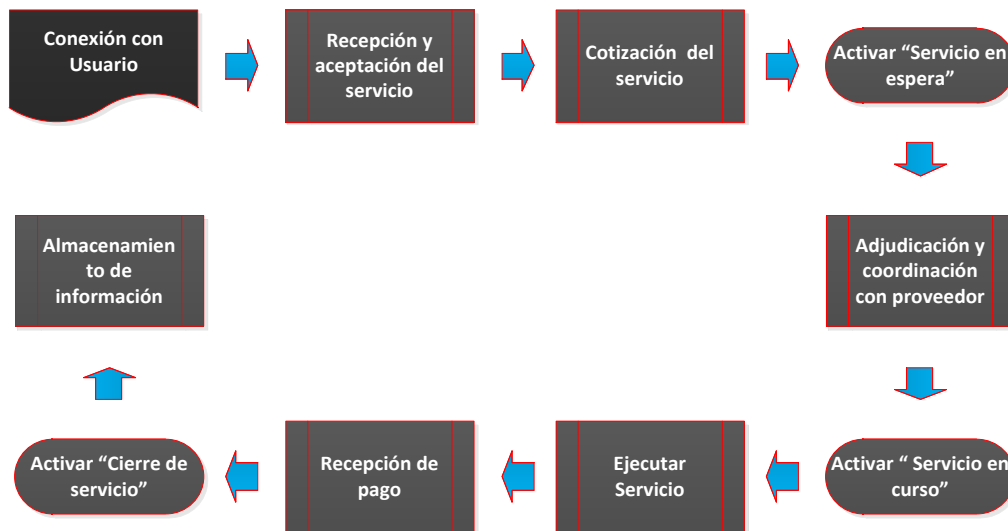 Conexión con
Usuario
Recepción y
aceptación del
servicio
Cotización del
servicio
Activar “Servicio en
espera”
Adjudicación y
coordinación
con proveedor
Activar “ Servicio en
curso”
Ejecutar
Servicio
Recepción de
pago
Activar “Cierre de
servicio”
Almacenamien
to de
información